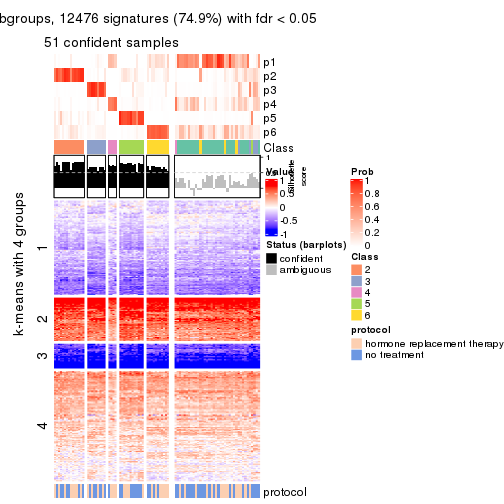 bgroups, 12476 signatures (74.9%) with fdr < 0.05
51 confident samples
p1
p2
p3
p4
p5
p6
Class
1
0.5
0
-0.5
-1
Value
Silhouette
score
Prob
1
0.8
0.6
0.4
0.2
0
Status (barplots)
confident
ambiguous
Class
2
3
4
5
6
protocol
hormone replacement therapy
no treatment
k-means with 4 groups
1
2
3
4
protocol